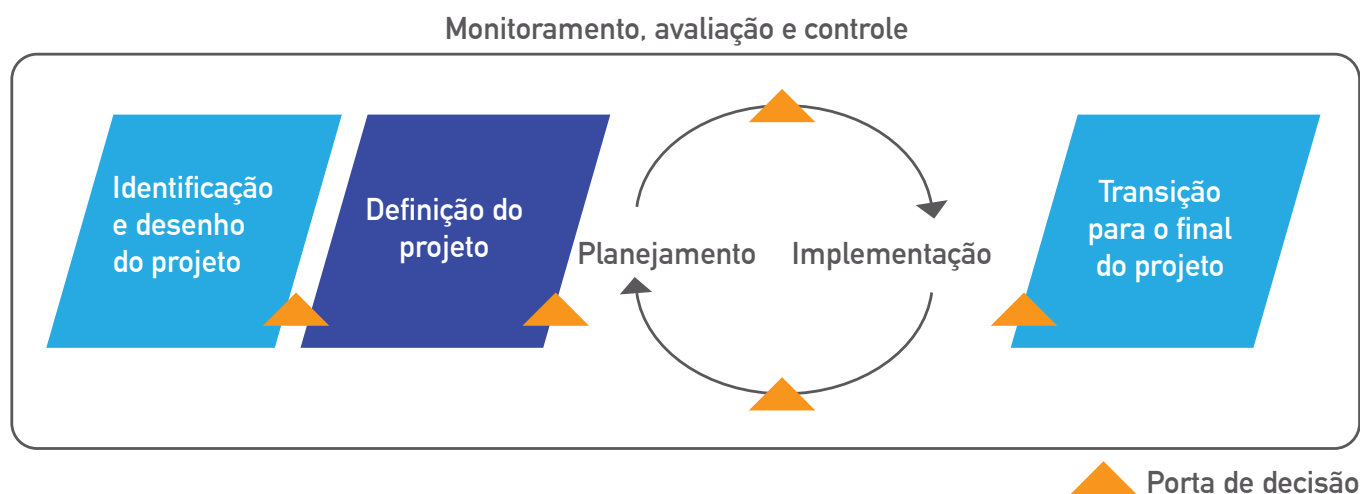 Monitoramento, avaliação e controle
Identificação
e desenho
do projeto
Definição do
projeto
Planejamento
Implementação
Transição
para o final
do projeto
Porta de decisão